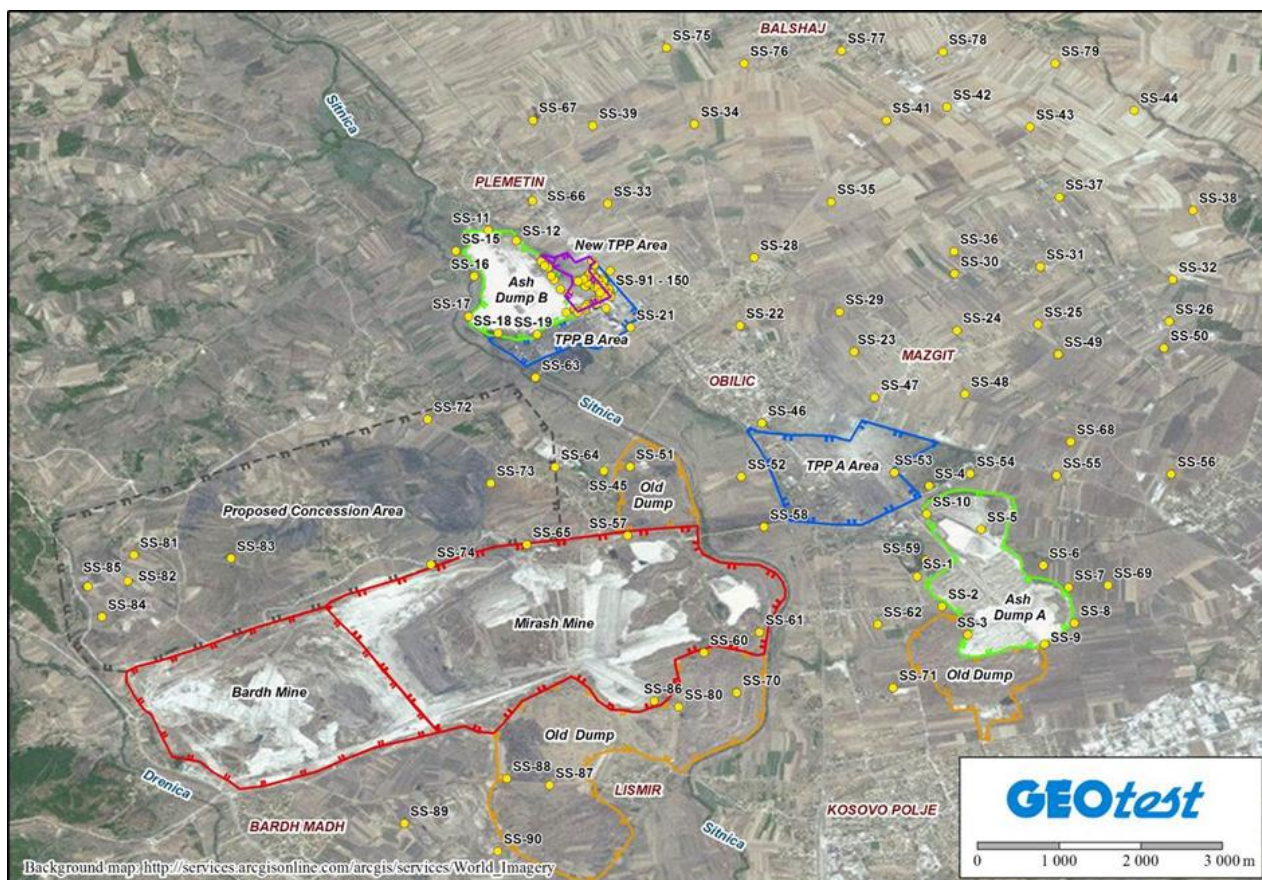 BALSHAJ
SS-75
SS-76
SS-77
SS-78
SS-79
Sitnica
SS-67
SS-39
SS-34
SS-41
SS-42
SS-43
SS-44
PLEMETIN
SS-66
SS-33
SS-35
SS-37
SS-38
SS-11
SS-12
SS-15
SS-16
New TPP Area
SS-28
SS-36
SS-30
SS-31
SS-32
Ash
Dump B
SS-91 - 150
SS-17
SS-18
SS-19
SS-21
TPP B Area
SS-22
SS-29
SS-24
SS-25
SS-26
SS-23
MAZGIT
SS-49
SS-50
SS-63
OBILIC
SS-47
SS-48
Sitnica
SS-72
SS-46
SS-68
SS-73
SS-64
SS-51
SS-45
Old
Dump
SS-52
TPP A Area
SS-53
SS-4
SS-54
SS-55
SS-56
Proposed Concession Area
SS-10
SS-5
SS-65
SS-57
SS-58
SS-81
SS-83
SS-74
SS-59
SS-1
SS-6
SS-85
SS-82
SS-7
SS-69
SS-84
SS-2
Ash
Dump A
SS-8
SS-62
SS-3
SS-9
Mirash Mine
SS-61
SS-60
Bardh Mine
SS-86
SS-80
SS-70
SS-71
Old Dump
Old Dump
Drenica
SS-88
SS-87
LISMIR
SS-89
BARDH MADH
SS-90
Sitnica
KOSOVO POLJE
GEOtest
0 1 000 2 000 3 000 m
Background map: http://services.arcgisonline.com/arcgis/services/World_Imagery